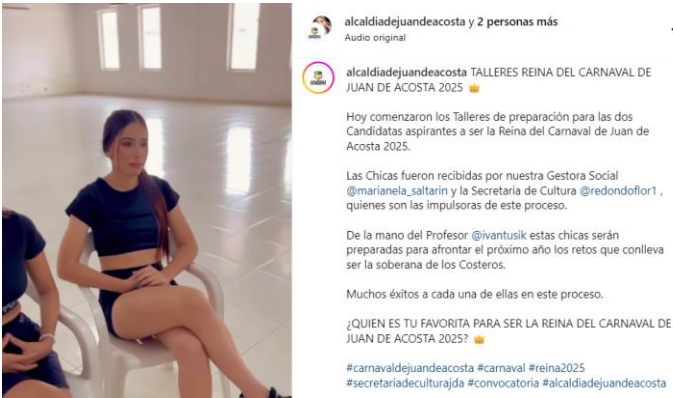 alcaldiadejuandeacosta y 2 personas más
Audio original
alcaldiadejuandeacosta TALLERES REINA DEL CARNAVAL DE
JUAN DE ACOSTA 2025 👑
Hoy comenzaron los Talleres de preparación para las dos
Candidatas aspirantes a ser la Reina del Carnaval de Juan de
Acosta 2025.
Las Chicas fueron recibidas por nuestra Gestora Social
@marianela_saltarin y la Secretaria de Cultura @redondoflor1 ,
quienes son las impulsoras de este proceso.
De la mano del Profesor @ivantusik estas chicas serán
preparadas para afrontar el próximo año los retos que conlleva
ser la soberana de los Costeros.
Muchos éxitos a cada una de ellas en este proceso.
¿QUIEN ES TU FAVORITA PARA SER LA REINA DEL CARNAVAL DE
JUAN DE ACOSTA 2025? 👑
#carnavaldejuandeacosta #carnaval #reina2025
#secretariadeculturajda #convocatoria #alcaldiadejuandeacosta